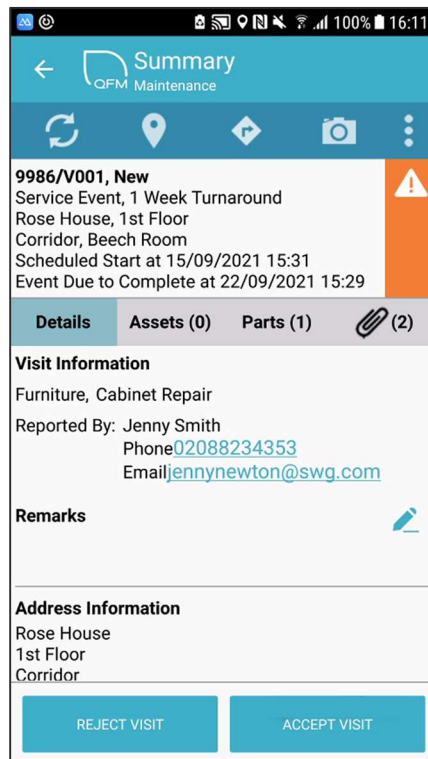 100% 16:11
Summary
QFM Maintenance
9986/V001, New
Service Event, 1 Week Turnaround
Rose House, 1st Floor
Corridor, Beech Room
Scheduled Start at 15/09/2021 15:31
Event Due to Complete at 22/09/2021 15:29
Details Assets (0) Parts (1) (2)
Visit Information
Furniture, Cabinet Repair
Reported By: Jenny Smith
Phone02088234353
Emailjennynewton@swg.com
Remarks
Address Information
Rose House
1st Floor
Corridor
REJECT VISIT ACCEPT VISIT